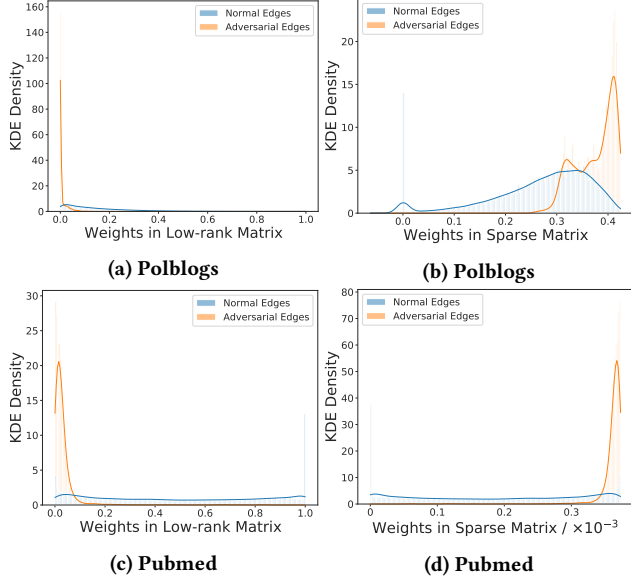 160
140
120
100
80
60
40
20
0
KDE Density
Normal Edges
Adversarial Edges
0.0 0.2 0.4 0.6 0.8 1.0
Weights in Low-rank Matrix
(a) Polblogs
20
15
10
5
0
KDE Density
Normal Edges
Adversarial Edges
0.0 0.1 0.2 0.3 0.4
Weights in Sparse Matrix
(b) Polblogs
30
25
20
15
10
5
0
KDE Density
Normal Edges
Adversarial Edges
0.0 0.2 0.4 0.6 0.8 1.0
Weights in Low-rank Matrix
(c) Pubmed
80
70
60
50
40
30
20
10
0
KDE Density
Normal Edges
Adversarial Edges
0 0.1 0.2 0.3
Weights in Sparse Matrix / ×10⁻³
(d) Pubmed